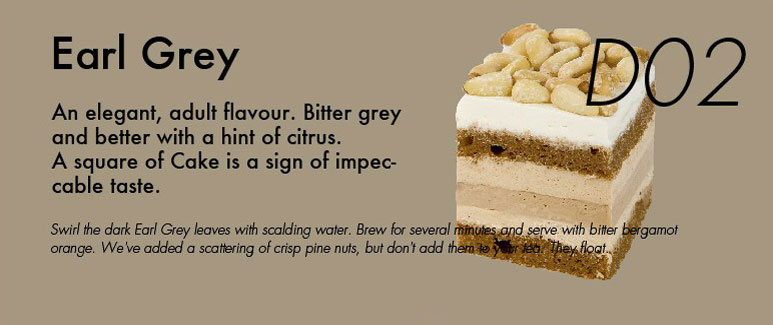 Earl Grey
D02
An elegant, adult flavour. Bitter grey
and better with a hint of citrus.
A square of Cake is a sign of impec-
cable taste.
Swirl the dark Earl Grey leaves with scalding water. Brew for several minutes and serve with bitter bergamot
orange. We've added a scattering of crisp pine nuts, but don't add them to your tea. They float.